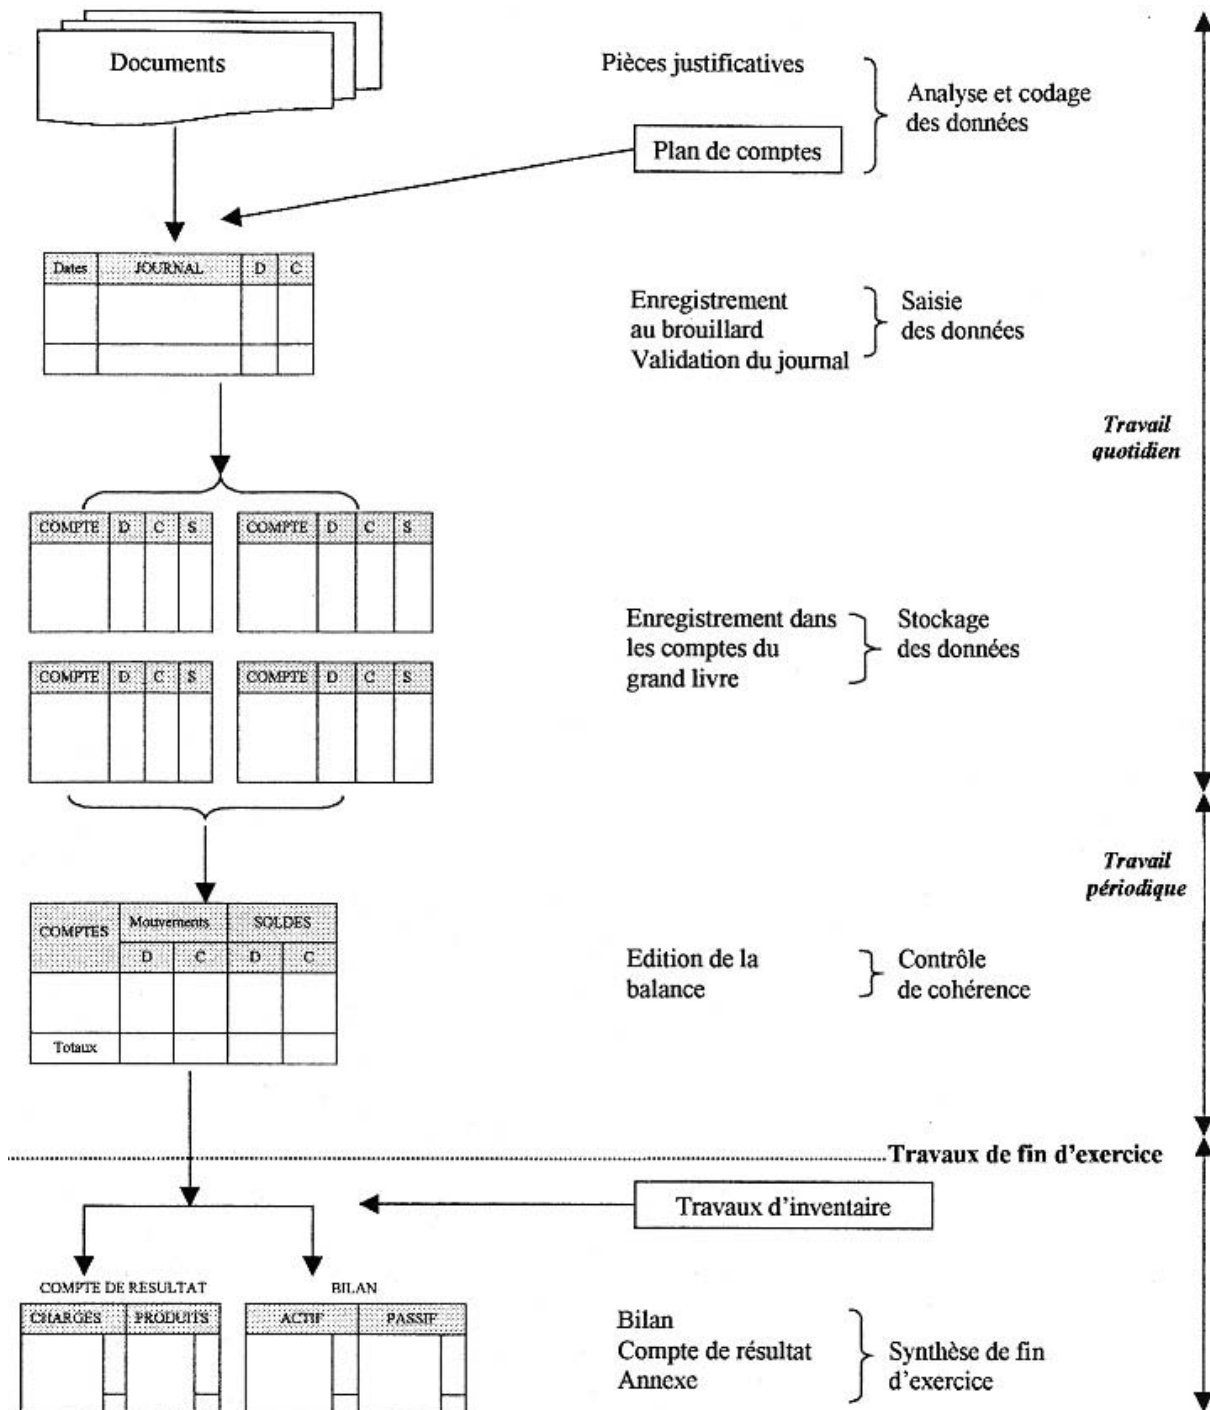 Documents
Pièces justificatives
Analyse et codage
des données
Plan de comptes
Dates JOURNAL D C
Enregistrement
au brouillard
Validation du journal
Saisie
des données
Travail
quotidien
COMPTE D C S
COMPTE D C S
Enregistrement dans
les comptes du
grand livre
Stockage
des données
COMPTE D C S
COMPTE D C S
Travail
périodique
COMPTES Mouvements SOLDES
D C D C
Totaux
Edition de la
balance
Contrôle
de cohérence
Travaux de fin d'exercice
Travaux d'inventaire
COMPTE DE RESULTAT
BILAN
CHARGES PRODUITS
ACTIF PASSIF
Bilan
Compte de résultat
Annexe
Synthèse de fin
d'exercice